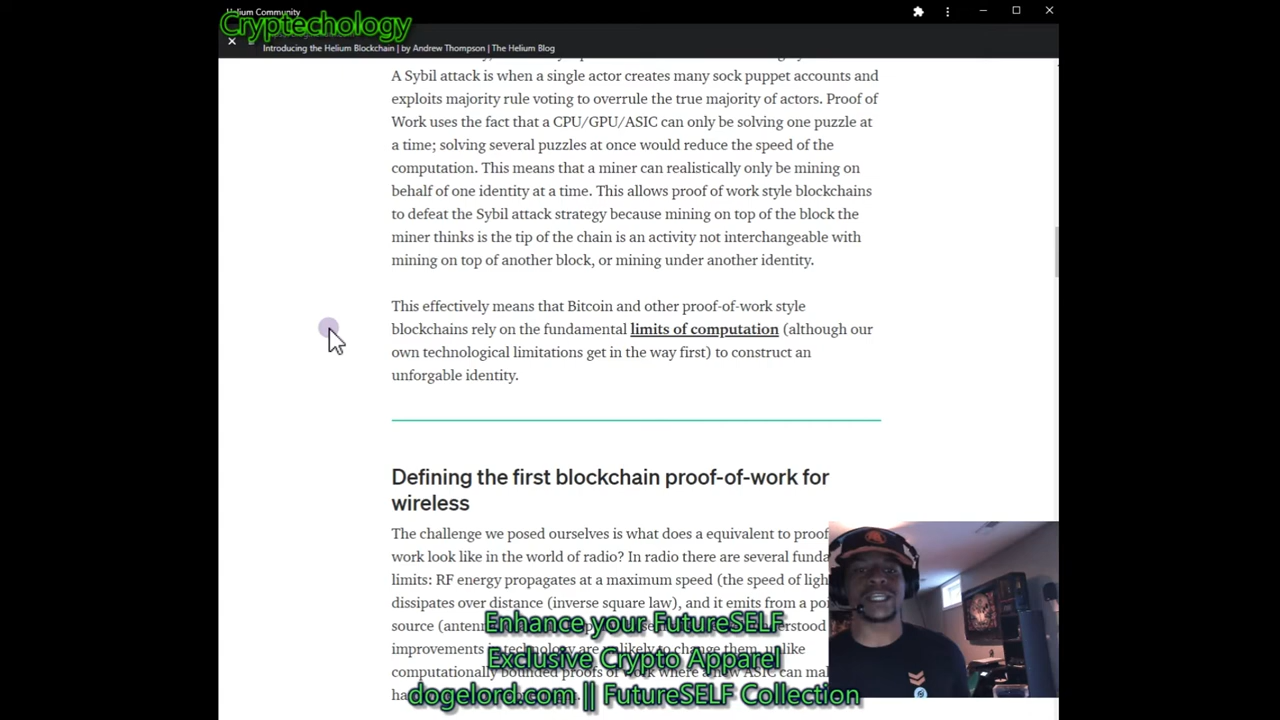 Helium Community
Cryptechology
Introducing the Helium Blockchain | by Andrew Thompson | The Helium Blog
A Sybil attack is when a single actor creates many sock puppet accounts and
exploits majority rule voting to overrule the true majority of actors. Proof of
Work uses the fact that a CPU/GPU/ASIC can only be solving one puzzle at
a time; solving several puzzles at once would reduce the speed of the
computation. This means that a miner can realistically only be mining on
behalf of one identity at a time. This allows proof of work style blockchains
to defeat the Sybil attack strategy because mining on top of the block the
miner thinks is the tip of the chain is an activity not interchangeable with
mining on top of another block, or mining under another identity.
This effectively means that Bitcoin and other proof-of-work style
blockchains rely on the fundamental limits of computation (although our
own technological limitations get in the way first) to construct an
unforgable identity.
Defining the first blockchain proof-of-work for
wireless
The challenge we posed ourselves is what does a equivalent to proof
work look like in the world of radio? In radio there are several funda
limits: RF energy propagates at a maximum speed (the speed of ligh
dissipates over distance (inverse square law), and it emits from a po
source (anten
Enhance your FutureSELF
improvements in technology are unlikely to change them, unlike
Exclusive Crypto Apparel
computationally bounded proofs of work where a new ASIC can ma
dogelord.com || FutureSELF Collection